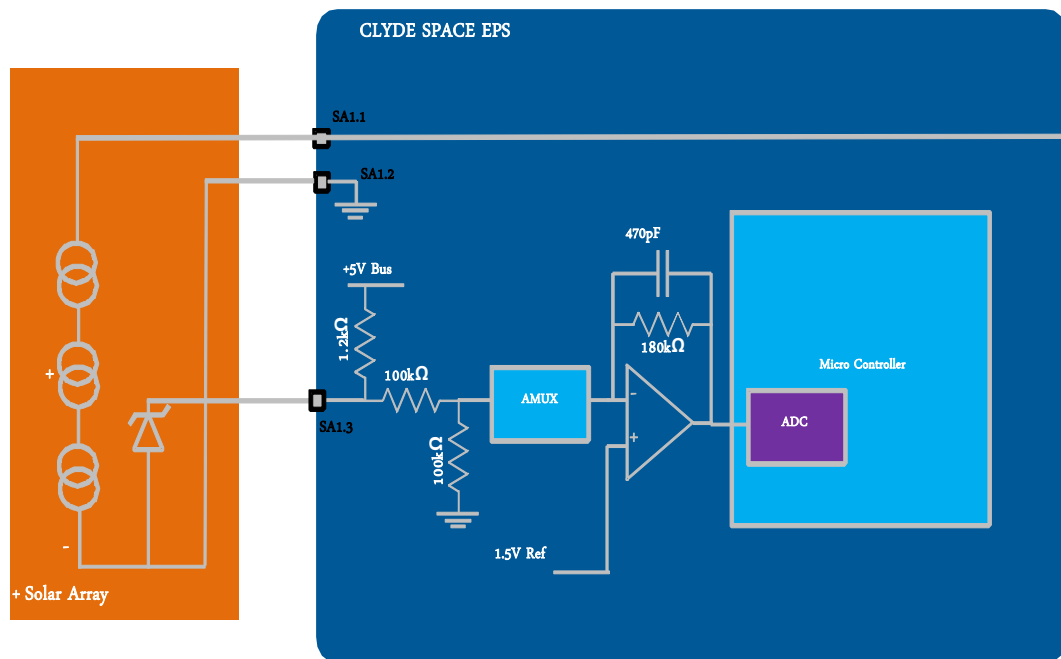 CLYDE SPACE EPS
SA1.1
SA1.2
470pF
+5V Bus
1.2kΩ
180kΩ
Micro Controller
100kΩ
+
AMUX
-
ADC
SA1.3
+
100kΩ
-
1.5V Ref
+ Solar Array